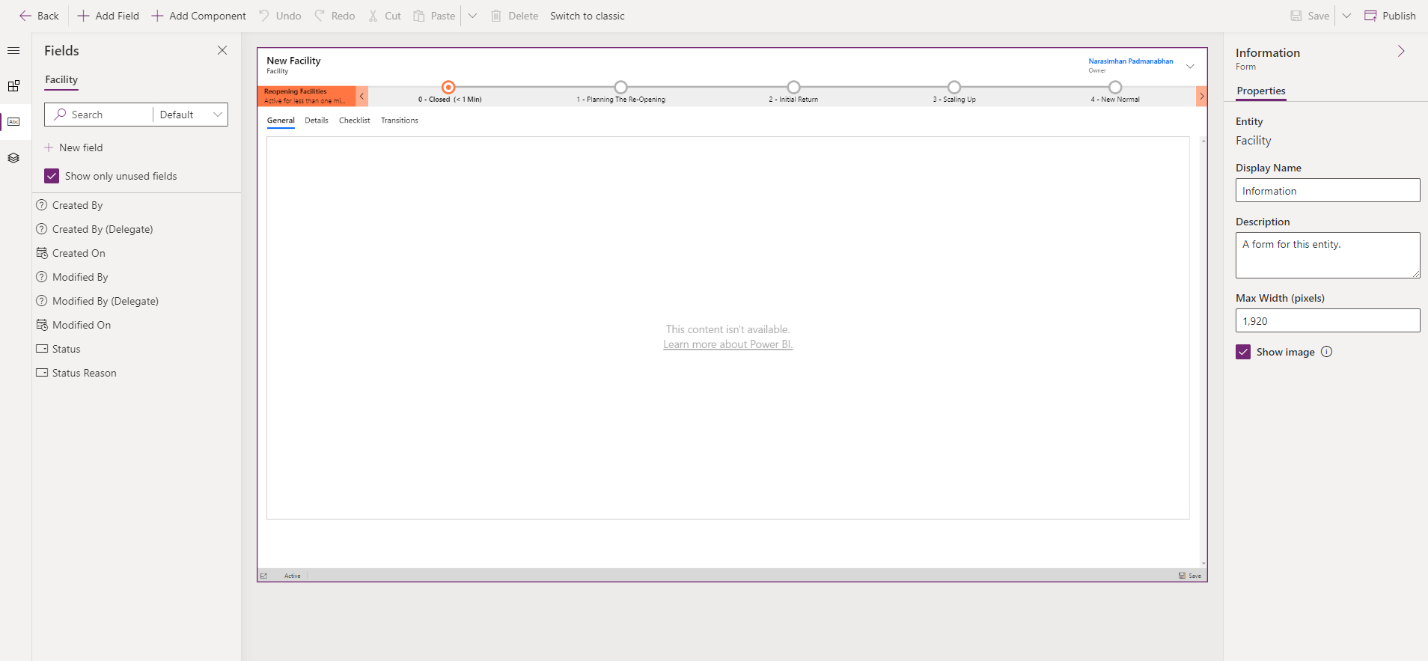 Back Add Field Add Component Undo Redo Cut Paste Delete Switch to classic Save Publish
Fields
Facility
Search Default
New field
Show only unused fields
Created By
Created By (Delegate)
Created On
Modified By
Modified By (Delegate)
Modified On
Status
Status Reason
New Facility
Facility
Narasimhan Padmanabhan
Owner
Reopening Facilities
Active for less than one mi...
0 - Closed (< 1 Min) 1 - Planning The Re-Opening 2 - Initial Return 3 - Scaling Up 4 - New Normal
General Details Checklist Transitions
This content isn't available.
Learn more about Power BI.
Active Save
Information
Form
Properties
Entity
Facility
Display Name
Information
Description
A form for this entity.
Max Width (pixels)
1,920
Show image